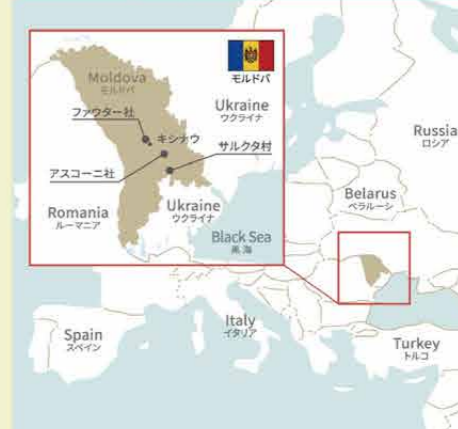 Moldova
モルドバ
モルドバ
ファウター社
キシナウ
Ukraine
ウクライナ
サルクタ村
アスコーニ社
Romania
ルーマニア
Ukraine
ウクライナ
Black Sea
黒海
Russia
ロシア
Belarus
ベラルーシ
Spain
スペイン
Italy
イタリア
Turkey
トルコ